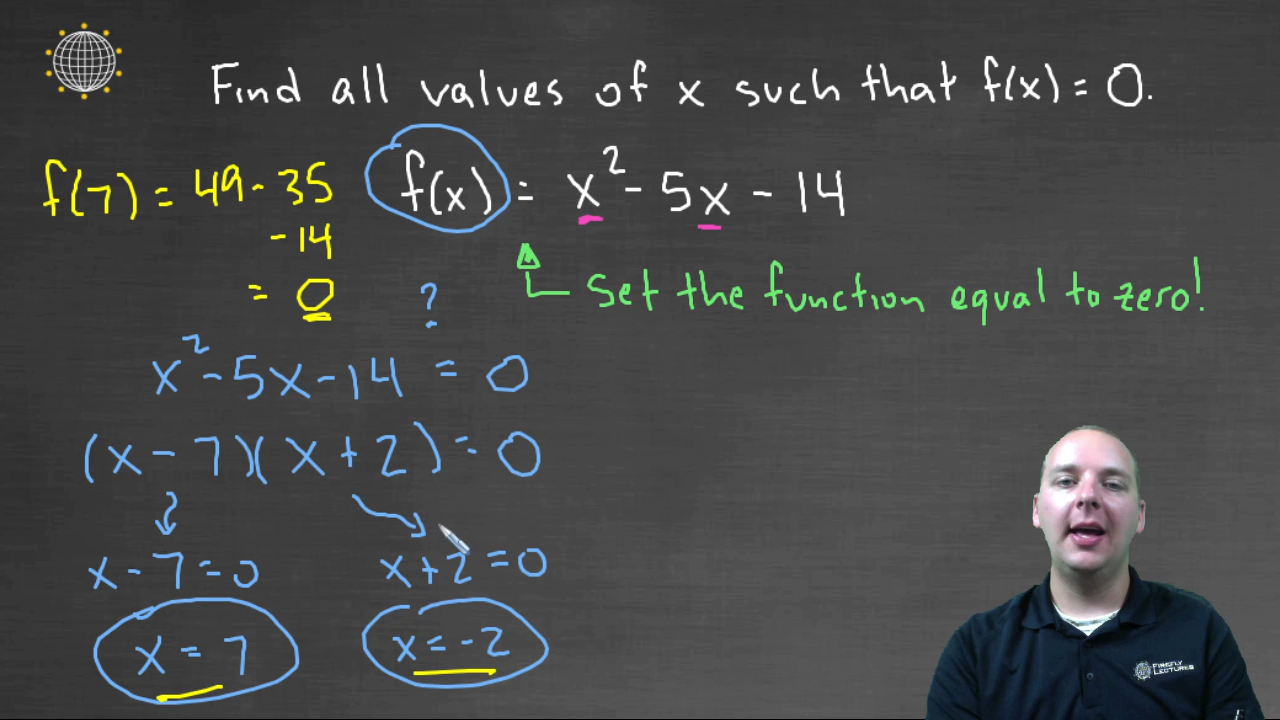 Find all values of x such that f(x) = 0.
f(x) = x² - 5x - 14
Set the function equal to zero!
f(7) = 49 - 35
- 14
= 0
?
x² - 5x - 14 = 0
(x - 7)(x + 2) = 0
x - 7 = 0
x + 2 = 0
x = 7
x = -2
FIREFLY
LECTURES